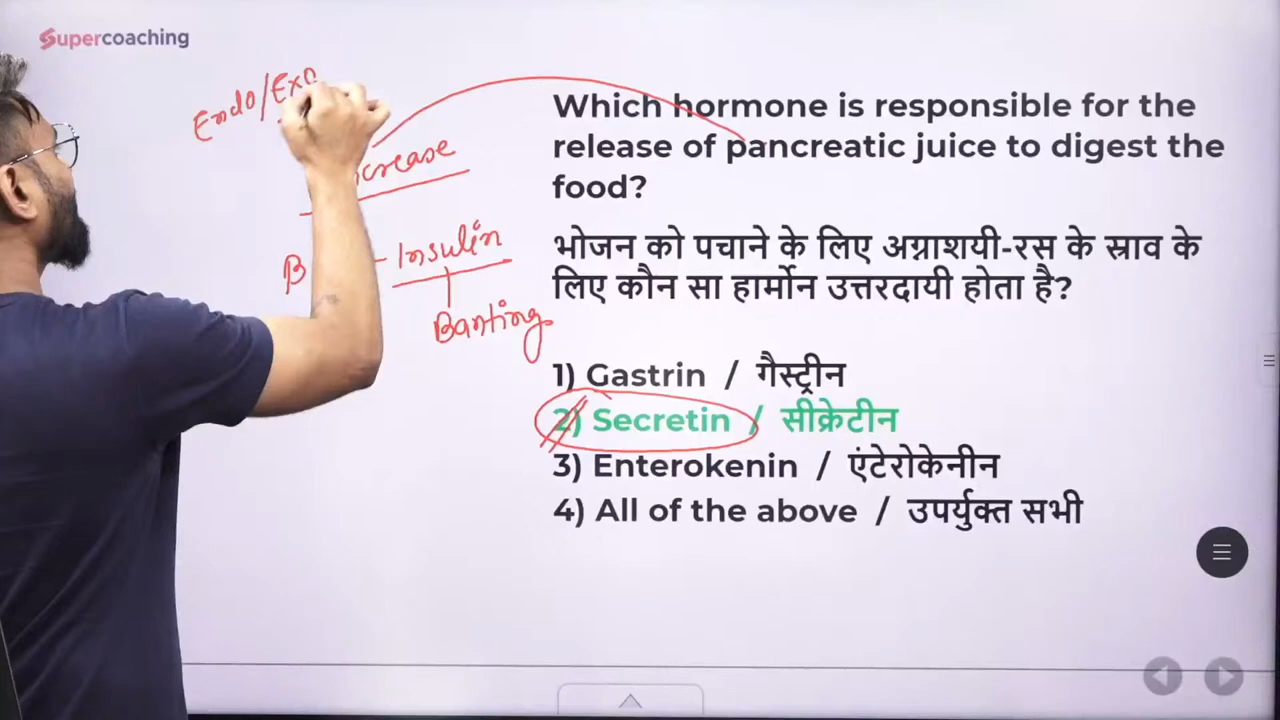 Supercoaching
Endo/Exo
crease
B - Insulin
Banting
Which hormone is responsible for the
release of pancreatic juice to digest the
food?
भोजन को पचाने के लिए अग्नाशयी-रस के स्राव के
लिए कौन सा हार्मोन उत्तरदायी होता है?
1) Gastrin / गैस्ट्रीन
2) Secretin / सीक्रेटीन
3) Enterokenin / एंटेरोकेनीन
4) All of the above / उपर्युक्त सभी